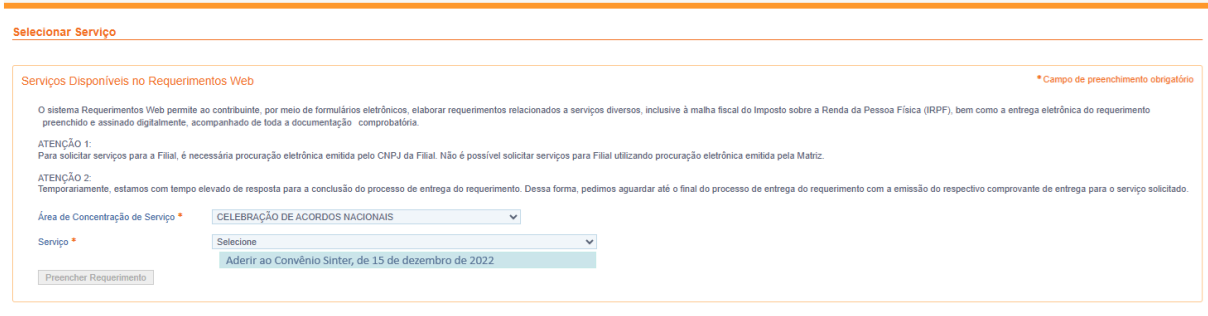 Selecionar Serviço
Serviços Disponíveis no Requerimentos Web
* Campo de preenchimento obrigatório
O sistema Requerimentos Web permite ao contribuinte, por meio de formulários eletrônicos, elaborar requerimentos relacionados a serviços diversos, inclusive à malha fiscal do Imposto sobre a Renda da Pessoa Física (IRPF), bem como a entrega eletrônica do requerimento
preenchido e assinado digitalmente, acompanhado de toda a documentação comprobatória.
ATENÇÃO 1:
Para solicitar serviços para a Filial, é necessária procuração eletrônica emitida pelo CNPJ da Filial. Não é possível solicitar serviços para Filial utilizando procuração eletrônica emitida pela Matriz.
ATENÇÃO 2:
Temporariamente, estamos com tempo elevado de resposta para a conclusão do processo de entrega do requerimento. Dessa forma, pedimos aguardar até o final do processo de entrega do requerimento com a emissão do respectivo comprovante de entrega para o serviço solicitado.
Área de Concentração de Serviço * CELEBRAÇÃO DE ACORDOS NACIONAIS
Serviço * Selecione
Aderir ao Convênio Sinter, de 15 de dezembro de 2022
Preencher Requerimento